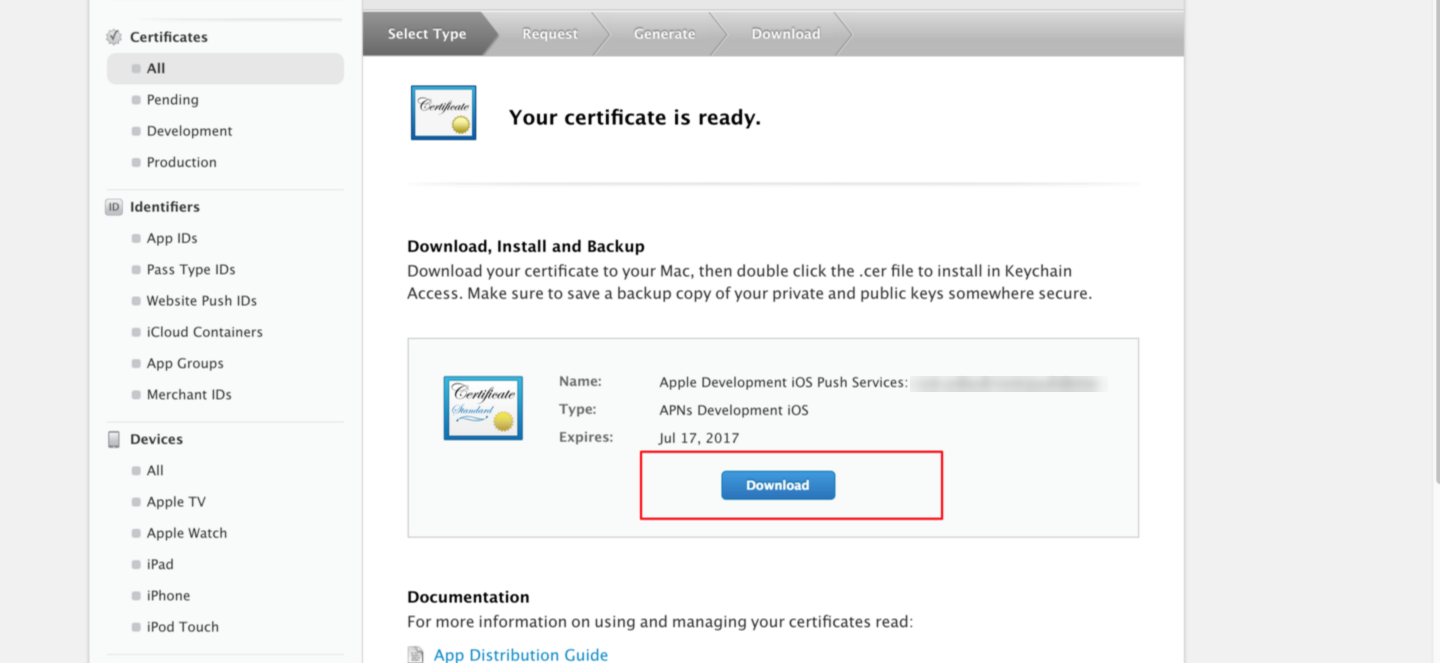 Certificates
All
Pending
Development
Production
ID Identifiers
App IDs
Pass Type IDs
Website Push IDs
iCloud Containers
App Groups
Merchant IDs
Devices
All
Apple TV
Apple Watch
iPad
iPhone
iPod Touch
Select Type Request Generate Download
Certificate
Your certificate is ready.
Download, Install and Backup
Download your certificate to your Mac, then double click the .cer file to install in Keychain
Access. Make sure to save a backup copy of your private and public keys somewhere secure.
Certificate
Standard
Name: Apple Development iOS Push Services:
Type: APNs Development iOS
Expires: Jul 17, 2017
Download
Documentation
For more information on using and managing your certificates read:
App Distribution Guide